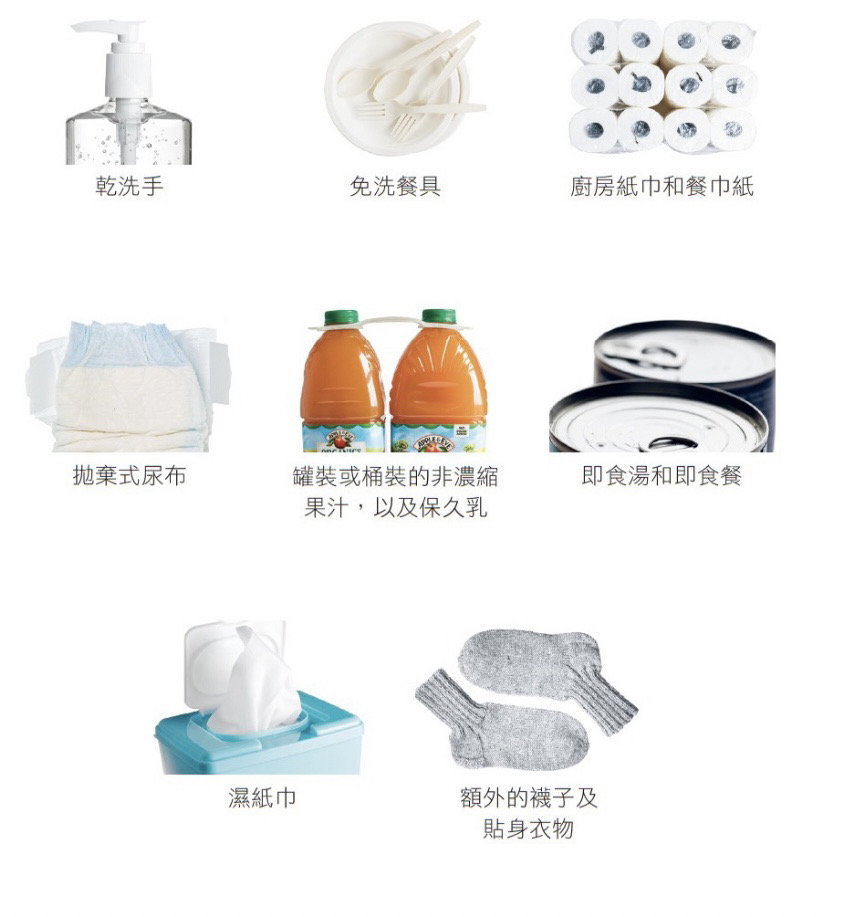 乾洗手
免洗餐具
廚房紙巾和餐巾紙
拋棄式尿布
罐裝或桶裝的非濃縮
果汁，以及保久乳
即食湯和即食餐
APPLE&EVE
濕紙巾
額外的襪子及
貼身衣物